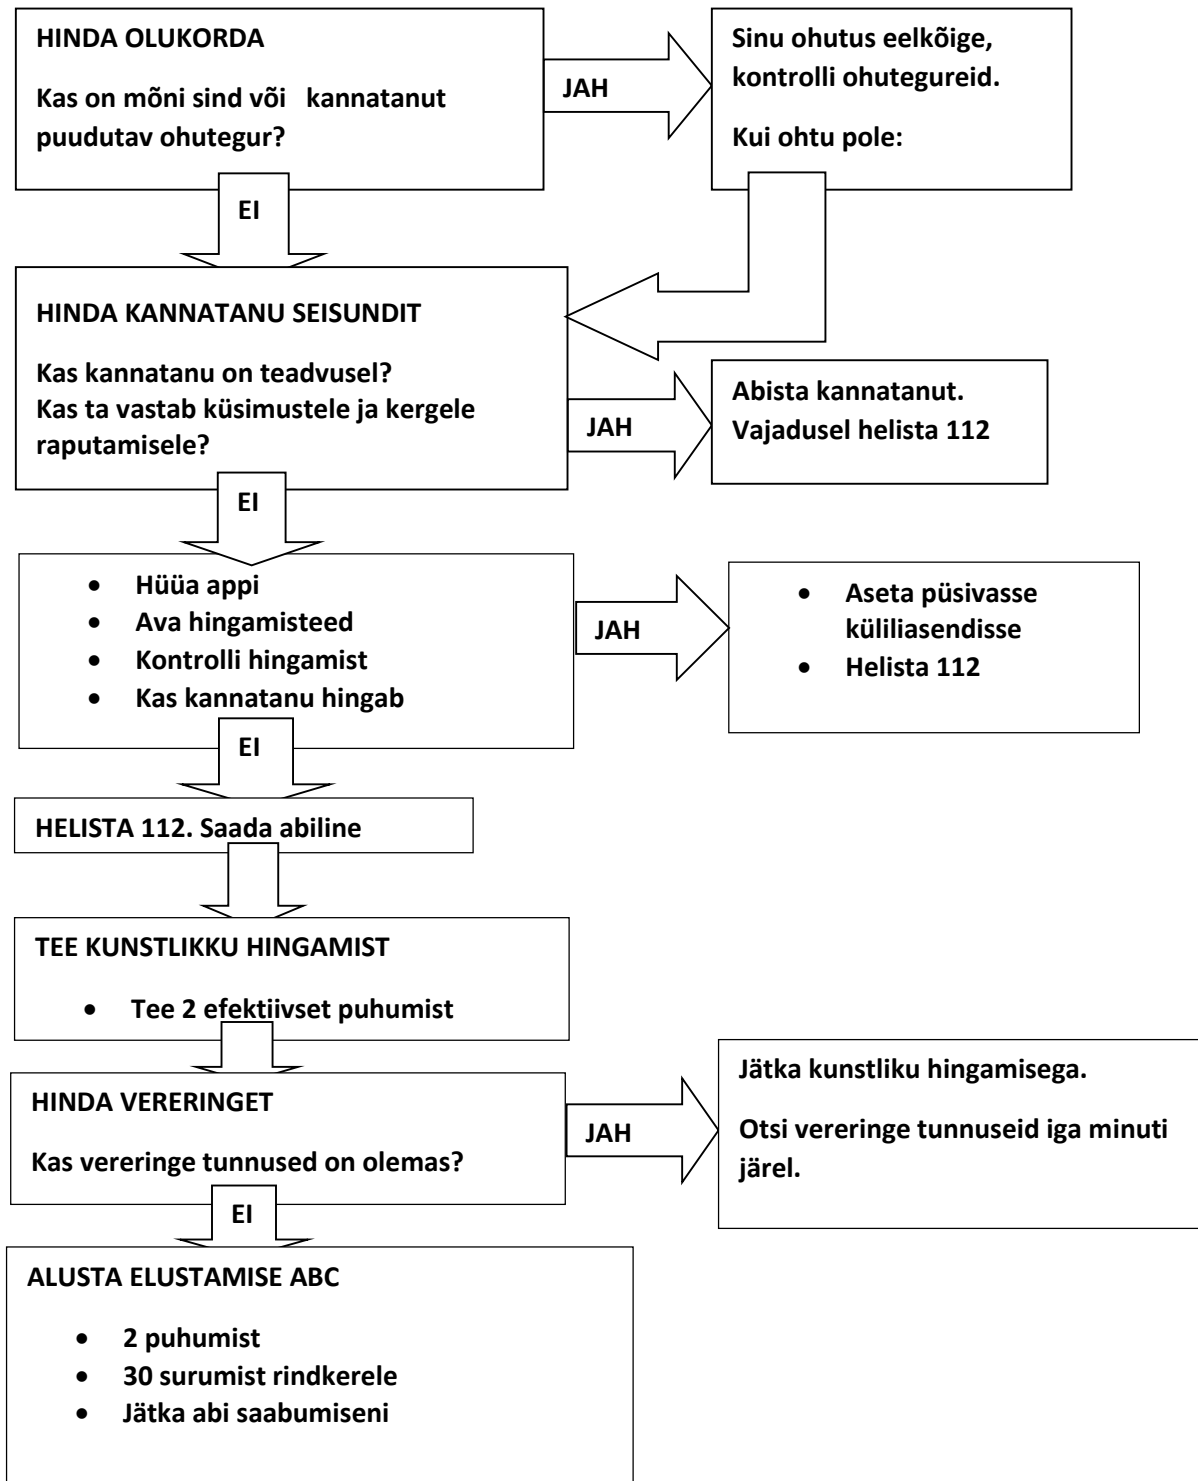 HINDA OLUKORDA
Kas on mõni sind või kannatanut
puudutav ohutegur?
JAH
Sinu ohutus eelkõige,
kontrolli ohutegureid.
Kui ohtu pole:
EI
HINDA KANNATANU SEISUNDIT
Kas kannatanu on teadvusel?
Kas ta vastab küsimustele ja kergele
raputamisele?
JAH
Abista kannatanut.
Vajadusel helista 112
EI
• Hüüa appi
• Ava hingamisteed
• Kontrolli hingamist
• Kas kannatanu hingab
JAH
• Aseta püsivasse
küliliasendisse
• Helista 112
EI
HELISTA 112. Saada abiline
TEE KUNSTLIKKU HINGAMIST
• Tee 2 efektiivset puhumist
HINDA VERERINGET
Kas vereringe tunnused on olemas?
JAH
Jätka kunstliku hingamisega.
Otsi vereringe tunnuseid iga minuti
järel.
EI
ALUSTA ELUSTAMISE ABC
• 2 puhumist
• 30 surumist rindkerele
• Jätka abi saabumiseni